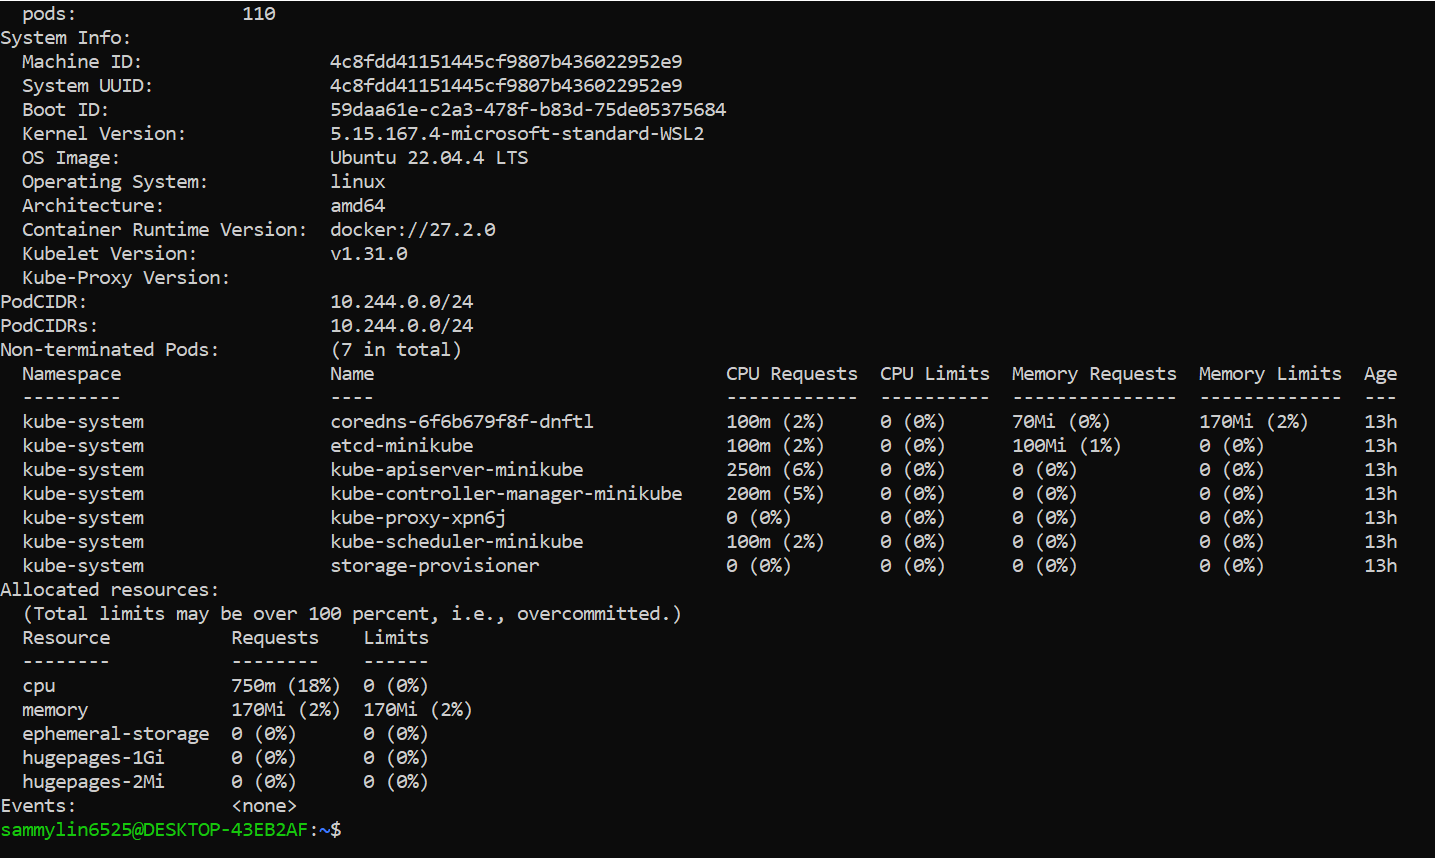 pods:               110
System Info:
  Machine ID:                 4c8fdd41151445cf9807b436022952e9
  System UUID:                4c8fdd41151445cf9807b436022952e9
  Boot ID:                    59daa61e-c2a3-478f-b83d-75de05375684
  Kernel Version:             5.15.167.4-microsoft-standard-WSL2
  OS Image:                   Ubuntu 22.04.4 LTS
  Operating System:           linux
  Architecture:               amd64
  Container Runtime Version:  docker://27.2.0
  Kubelet Version:            v1.31.0
  Kube-Proxy Version:
PodCIDR:                      10.244.0.0/24
PodCIDRs:                     10.244.0.0/24
Non-terminated Pods:          (7 in total)
  Namespace                   Name                                CPU Requests  CPU Limits  Memory Requests  Memory Limits  Age
  ---------                   ----                                ------------  ----------  ---------------  -------------  ---
  kube-system                 coredns-6f6b679f8f-dnftl            100m (2%)     0 (0%)      70Mi (0%)        170Mi (2%)     13h
  kube-system                 etcd-minikube                       100m (2%)     0 (0%)      100Mi (1%)       0 (0%)         13h
  kube-system                 kube-apiserver-minikube             250m (6%)     0 (0%)      0 (0%)           0 (0%)         13h
  kube-system                 kube-controller-manager-minikube    200m (5%)     0 (0%)      0 (0%)           0 (0%)         13h
  kube-system                 kube-proxy-xpn6j                    0 (0%)        0 (0%)      0 (0%)           0 (0%)         13h
  kube-system                 kube-scheduler-minikube             100m (2%)     0 (0%)      0 (0%)           0 (0%)         13h
  kube-system                 storage-provisioner                 0 (0%)        0 (0%)      0 (0%)           0 (0%)         13h
Allocated resources:
  (Total limits may be over 100 percent, i.e., overcommitted.)
  Resource           Requests    Limits
  --------           --------    ------
  cpu                750m (18%)  0 (0%)
  memory             170Mi (2%)  170Mi (2%)
  ephemeral-storage  0 (0%)      0 (0%)
  hugepages-1Gi      0 (0%)      0 (0%)
  hugepages-2Mi      0 (0%)      0 (0%)
Events:              <none>
sammylin6525@DESKTOP-43EB2AF:~$